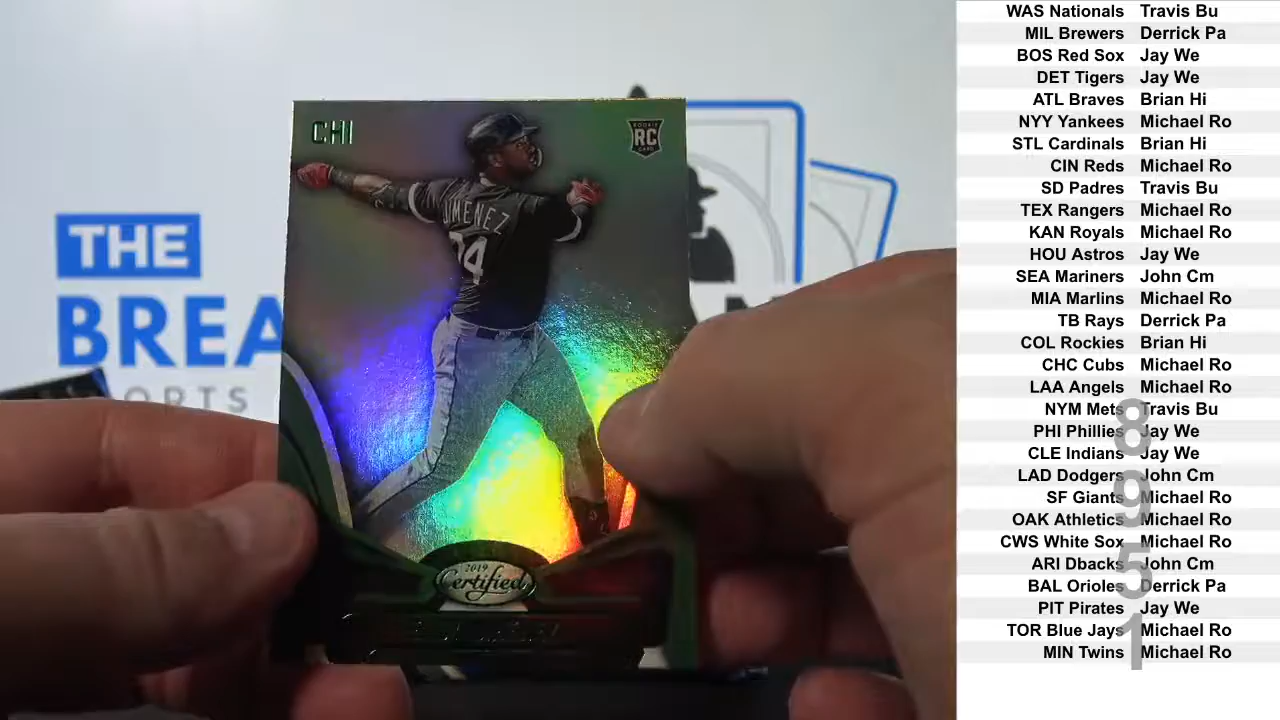 CHI
ROOKIE
RC
CARD
JIMENEZ
2019
Certified
THE
BREA
PORTS
WAS Nationals Travis Bu
MIL Brewers Derrick Pa
BOS Red Sox Jay We
DET Tigers Jay We
ATL Braves Brian Hi
NYY Yankees Michael Ro
STL Cardinals Brian Hi
CIN Reds Michael Ro
SD Padres Travis Bu
TEX Rangers Michael Ro
KAN Royals Michael Ro
HOU Astros Jay We
SEA Mariners John Cm
MIA Marlins Michael Ro
TB Rays Derrick Pa
COL Rockies Brian Hi
CHC Cubs Michael Ro
LAA Angels Michael Ro
NYM Mets Travis Bu
PHI Phillies Jay We
CLE Indians Jay We
LAD Dodgers John Cm
SF Giants Michael Ro
OAK Athletics Michael Ro
CWS White Sox Michael Ro
ARI Dbacks John Cm
BAL Orioles Derrick Pa
PIT Pirates Jay We
TOR Blue Jays Michael Ro
MIN Twins Michael Ro
8
9
5
1